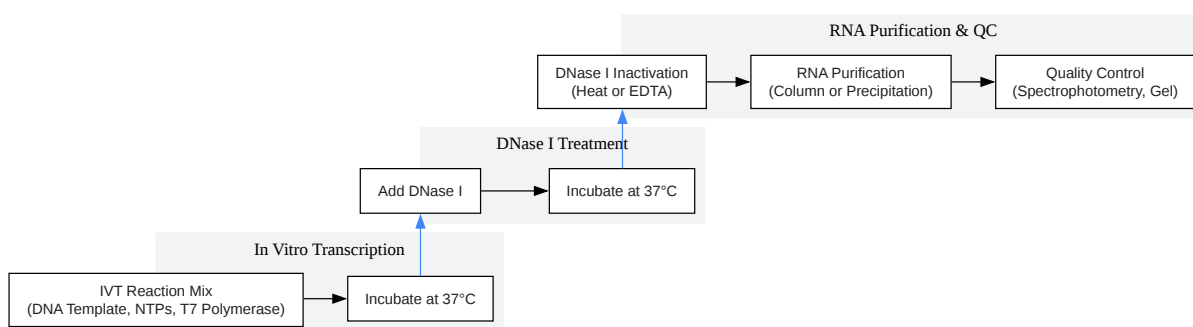 RNA Purification & QC
DNase I Inactivation
(Heat or EDTA)
RNA Purification
(Column or Precipitation)
Quality Control
(Spectrophotometry, Gel)
DNase I Treatment
Add DNase I
Incubate at 37°C
In Vitro Transcription
IVT Reaction Mix
(DNA Template, NTPs, T7 Polymerase)
Incubate at 37°C